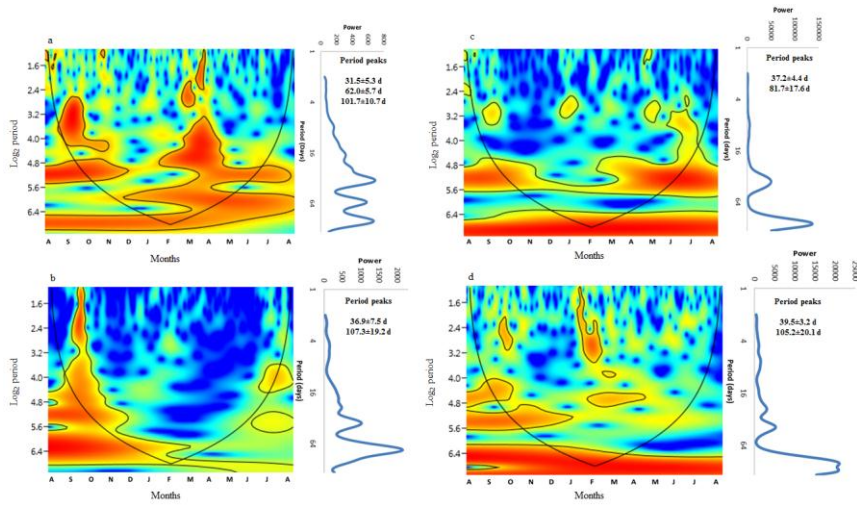 a
Power
0 200 400 600 800
Period peaks
31.5±5.3 d
62.0±5.7 d
101.7±10.7 d
Log2 period
1.6
2.4
3.2
4.0
4.8
5.6
6.4
A S O N D J F M A M J J A
Months
1
4
16
64
Period (Days)
c
Power
0 50000 100000 150000
Period peaks
37.2±4.4 d
81.7±17.6 d
Log2 period
1.6
2.4
3.2
4.0
4.8
5.6
6.4
A S O N D J F M A M J J A
Months
1
4
16
64
Period (days)
b
Power
0 500 1000 1500 2000
Period peaks
36.9±7.5 d
107.3±19.2 d
Log2 period
1.6
2.4
3.2
4.0
4.8
5.6
6.4
A S O N D J F M A M J J A
Months
1
4
16
64
Period (days)
d
Power
0 5000 10000 15000 20000 25000
Period peaks
39.5±3.2 d
105.2±20.1 d
Log2 period
1.6
2.4
3.2
4.0
4.8
5.6
6.4
A S O N D J F M A M J J A
Months
1
4
16
64
Period (days)